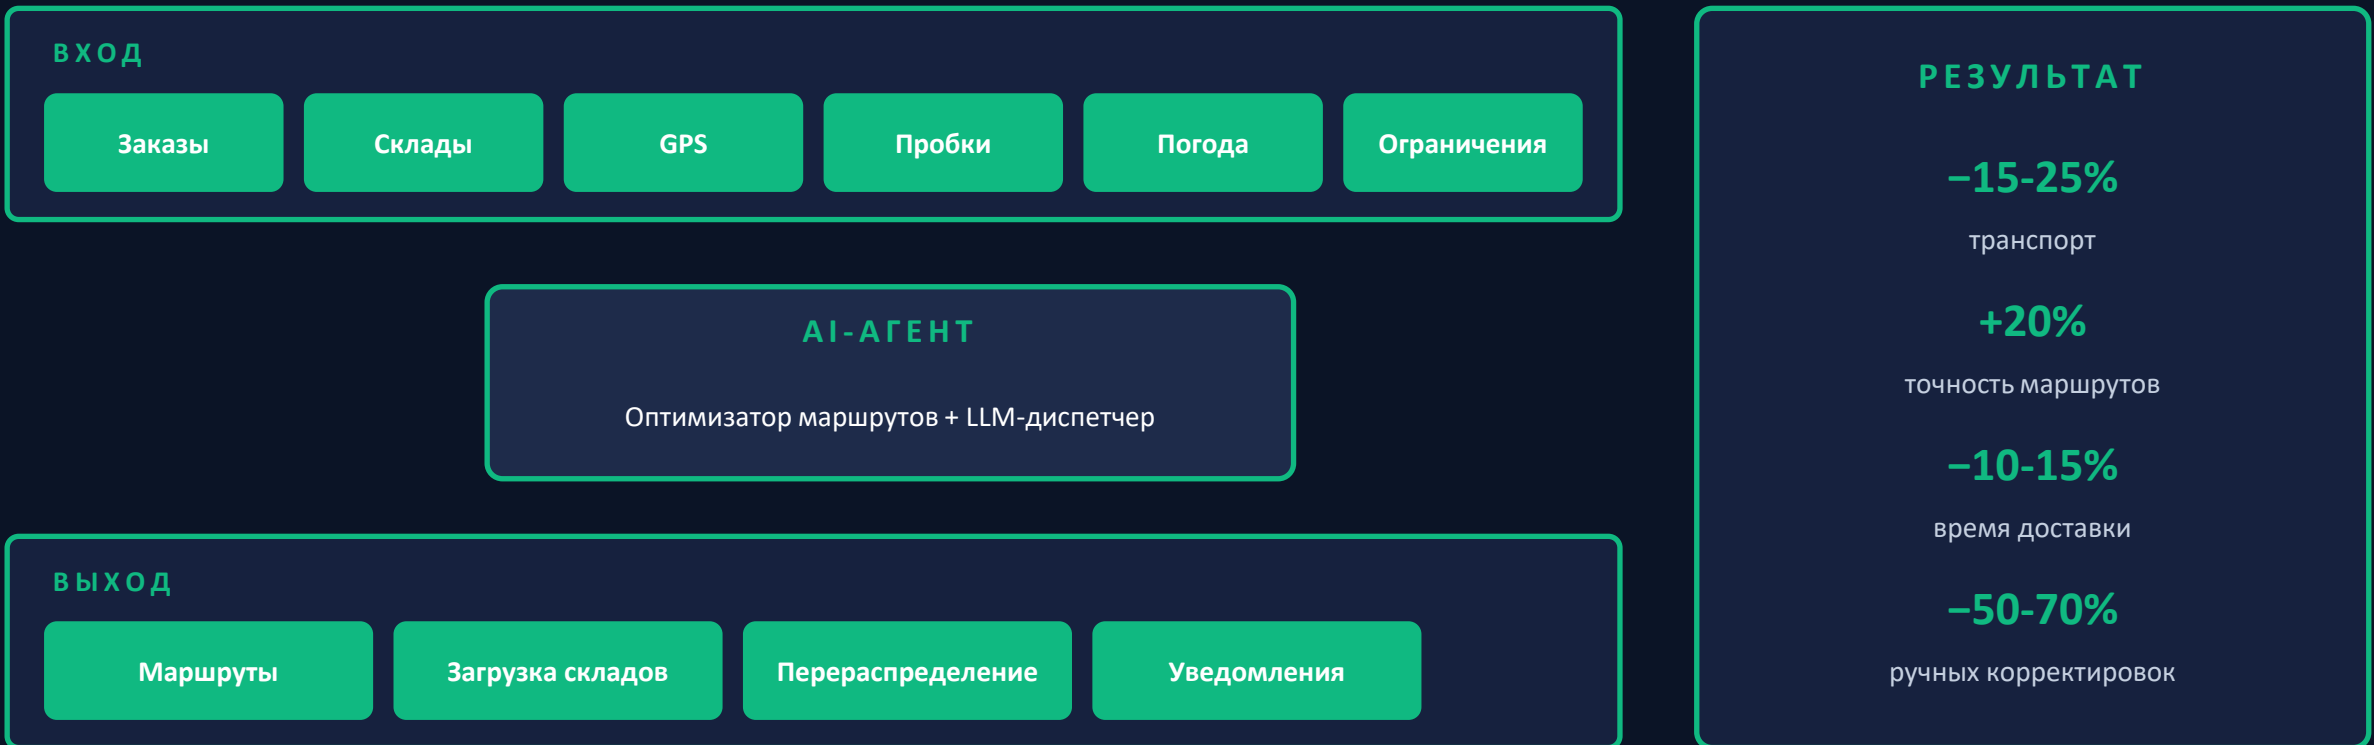 ВХОД
Заказы
Склады
GPS
Пробки
Погода
Ограничения
AI-АГЕНТ
Оптимизатор маршрутов + LLM-диспетчер
ВЫХОД
Маршруты
Загрузка складов
Перераспределение
Уведомления
РЕЗУЛЬТАТ
−15-25%
транспорт
+20%
точность маршрутов
−10-15%
время доставки
−50-70%
ручных корректировок